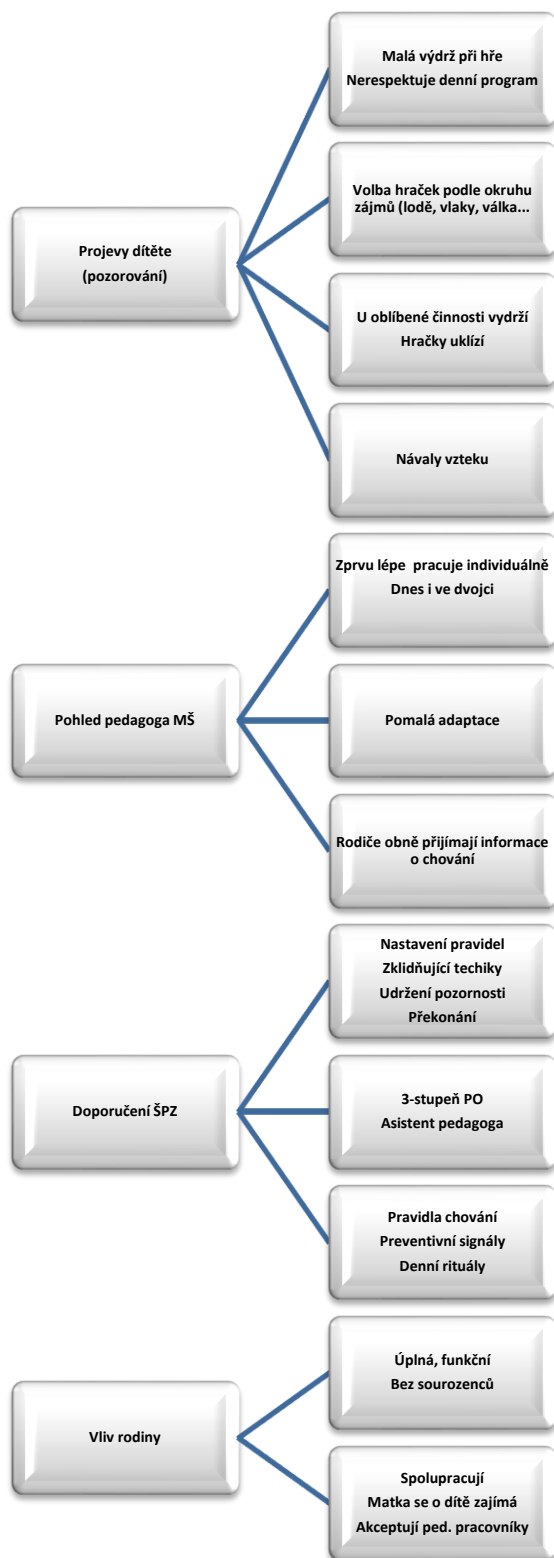 Projevy dítěte
(pozorování)
Malá výdrž při hře
Nerespektuje denní program
Volba hraček podle okruhu
zájmů (lodě, vlaky, válka...
U oblíbené činnosti vydrží
Hračky uklízí
Návaly vzteku
Pohled pedagoga MŠ
Zprvu lépe  pracuje individuálně
Dnes i ve dvojci
Pomalá adaptace
Rodiče obně přijímají informace
o chování
Doporučení ŠPZ
Nastavení pravidel
Zklidňující techiky
Udržení pozornosti
Překonání
3-stupeň PO
Asistent pedagoga
Pravidla chování
Preventivní signály
Denní rituály
Vliv rodiny
Úplná, funkční
Bez sourozenců
Spolupracují
Matka se o dítě zajímá
Akceptují ped. pracovníky